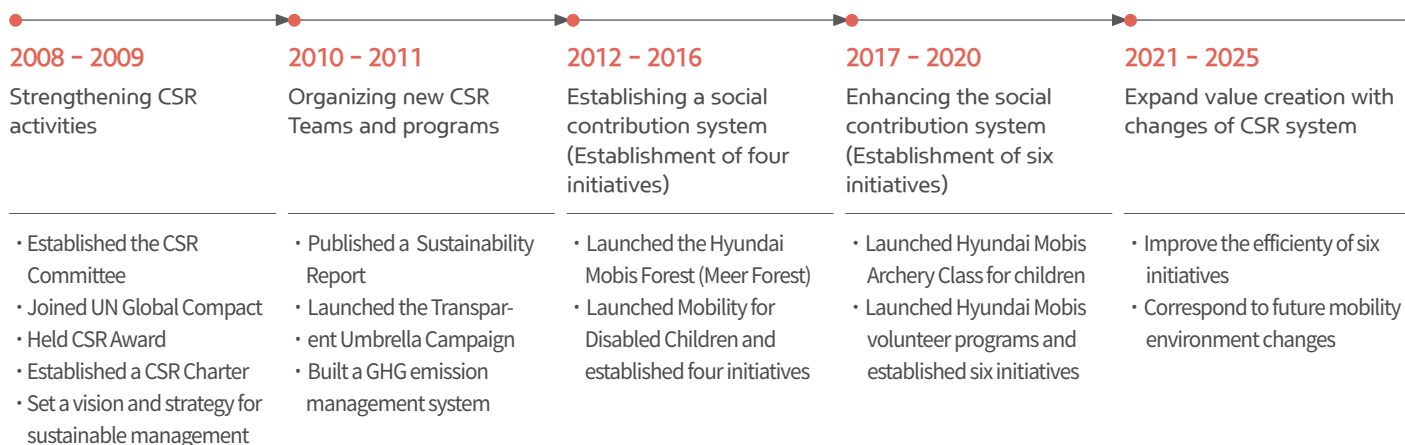 2008 – 2009
Strengthening CSR
activities
· Established the CSR
Committee
· Joined UN Global Compact
· Held CSR Award
· Established a CSR Charter
· Set a vision and strategy for
sustainable management
2010 – 2011
Organizing new CSR
Teams and programs
· Published a Sustainability
Report
· Launched the Transpar-
· ent Umbrella Campaign
· Built a GHG emission
management system
2012 – 2016
Establishing a social
contribution system
(Establishment of four
initiatives)
· Launched the Hyundai
Mobis Forest (Meer Forest)
· Launched Mobility for
Disabled Children and
established four initiatives
2017 – 2020
Enhancing the social
contribution system
(Establishment of six
initiatives)
· Launched Hyundai Mobis
Archery Class for children
· Launched Hyundai Mobis
volunteer programs and
established six initiatives
2021 – 2025
Expand value creation with
changes of CSR system
· Improve the efficienty of six
initiatives
· Correspond to future mobility
environment changes